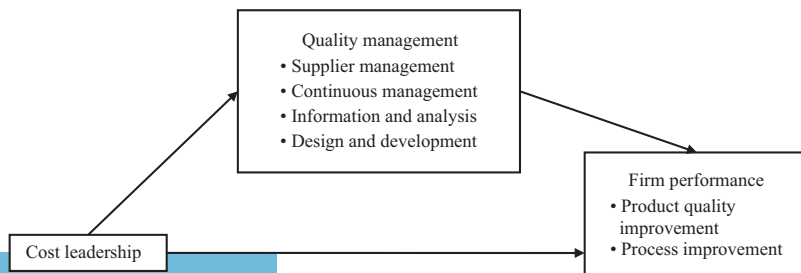 Quality management
• Supplier management
• Continuous management
• Information and analysis
• Design and development
Firm performance
• Product quality
improvement
• Process improvement
Cost leadership